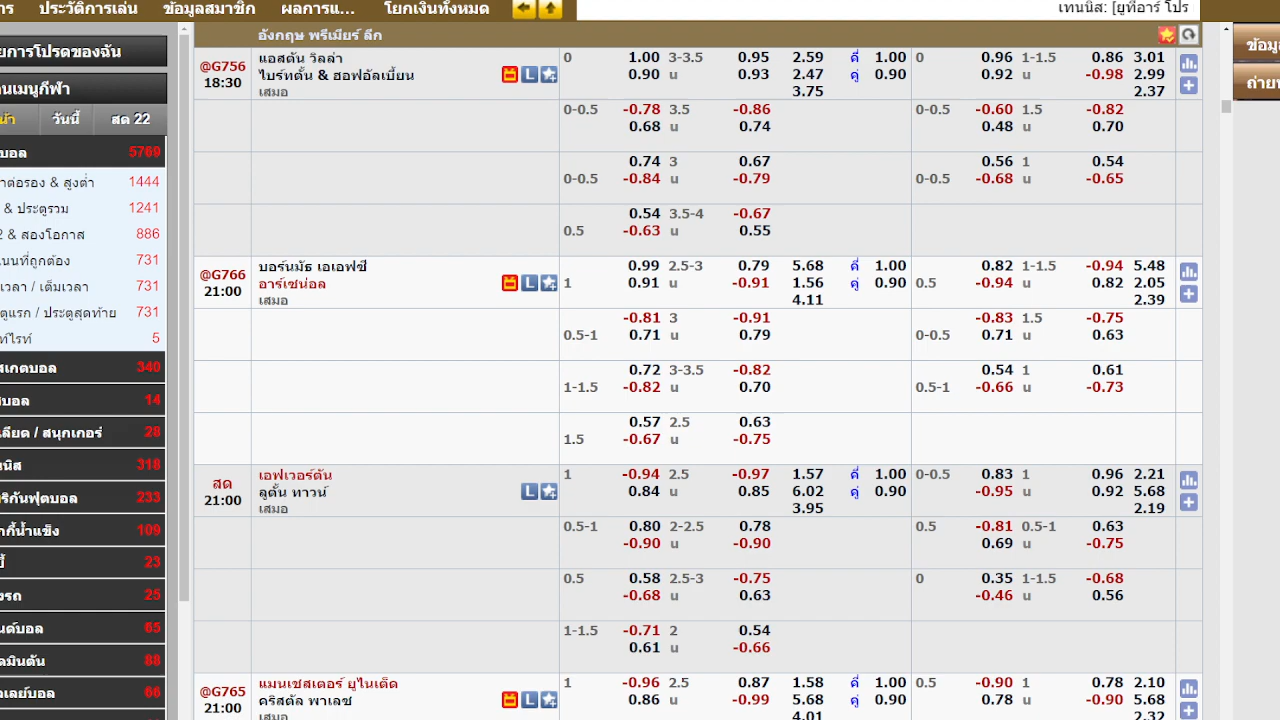 าร ประวัติการเล่น ข้อมูลสมาชิก ผลการแ... โยกเงินทั้งหมด
เทนนิส: [ยูทีอาร์ โปร
ข้อมู
ถ่าย
ยการโปรดของฉัน
นเมนูกีฬา
น้า วันนี้ สด 22
บอล 5769
าต่อรอง & สูงต่ำ 1444
& ประตูรวม 1241
2 & สองโอกาส 886
แนนที่ถูกต้อง 731
เวลา / เต็มเวลา 731
ตูแรก / ประตูสุดท้าย 731
ท์ไรท์ 5
สเกตบอล 340
บอล 14
เลียด / สนุกเกอร์ 28
นนิส 318
ริกันฟุตบอล 233
กกี้น้ำแข็ง 109
23
งรถ 25
นด์บอล 65
ดมินตัน 88
อลเลย์บอล 66
อังกฤษ พรีเมียร์ ลีก
@G756 แอสตัน วิลล่า 0 1.00 3-3.5 0.95 2.59 คี่ 1.00 0 0.96 1-1.5 0.86 3.01
18:30 ไบรท์ตัน & ฮอฟอัลเบี้ยน L 0.90 u 0.93 2.47 คู่ 0.90 0.92 u -0.98 2.99
เสมอ 3.75 2.37
0-0.5 -0.78 3.5 -0.86 0-0.5 -0.60 1.5 -0.82
0.68 u 0.74 0.48 u 0.70
0.74 3 0.67 0.56 1 0.54
0-0.5 -0.84 u -0.79 0-0.5 -0.68 u -0.65
0.54 3.5-4 -0.67
0.5 -0.63 u 0.55
@G766 บอร์นมัธ เอเอฟซี 0.99 2.5-3 0.79 5.68 คี่ 1.00 0.82 1-1.5 -0.94 5.48
21:00 อาร์เซน่อล L 1 0.91 u -0.91 1.56 คู่ 0.90 0.5 -0.94 u 0.82 2.05
เสมอ 4.11 2.39
-0.81 3 -0.91 -0.83 1.5 -0.75
0.5-1 0.71 u 0.79 0-0.5 0.71 u 0.63
0.72 3-3.5 -0.82 0.54 1 0.61
1-1.5 -0.82 u 0.70 0.5-1 -0.66 u -0.73
0.57 2.5 0.63
1.5 -0.67 u -0.75
สด เอฟเวอร์ตัน 1 -0.94 2.5 -0.97 1.57 คี่ 1.00 0-0.5 0.83 1 0.96 2.21
21:00 ลูตั้น ทาวน์ L 0.84 u 0.85 6.02 คู่ 0.90 -0.95 u 0.92 5.68
เสมอ 3.95 2.19
0.5-1 0.80 2-2.5 0.78 0.5 -0.81 0.5-1 0.63
-0.90 u -0.90 0.69 u -0.75
0.5 0.58 2.5-3 -0.75 0 0.35 1-1.5 -0.68
-0.68 u 0.63 -0.46 u 0.56
1-1.5 -0.71 2 0.54
0.61 u -0.66
@G765 แมนเชสเตอร์ ยูไนเต็ด 1 -0.96 2.5 0.87 1.58 คี่ 1.00 0.5 -0.90 1 0.78 2.10
21:00 คริสตัล พาเลซ L 0.86 u -0.99 5.68 คู่ 0.90 0.78 u -0.90 5.68
เสมอ 4.01 2.32